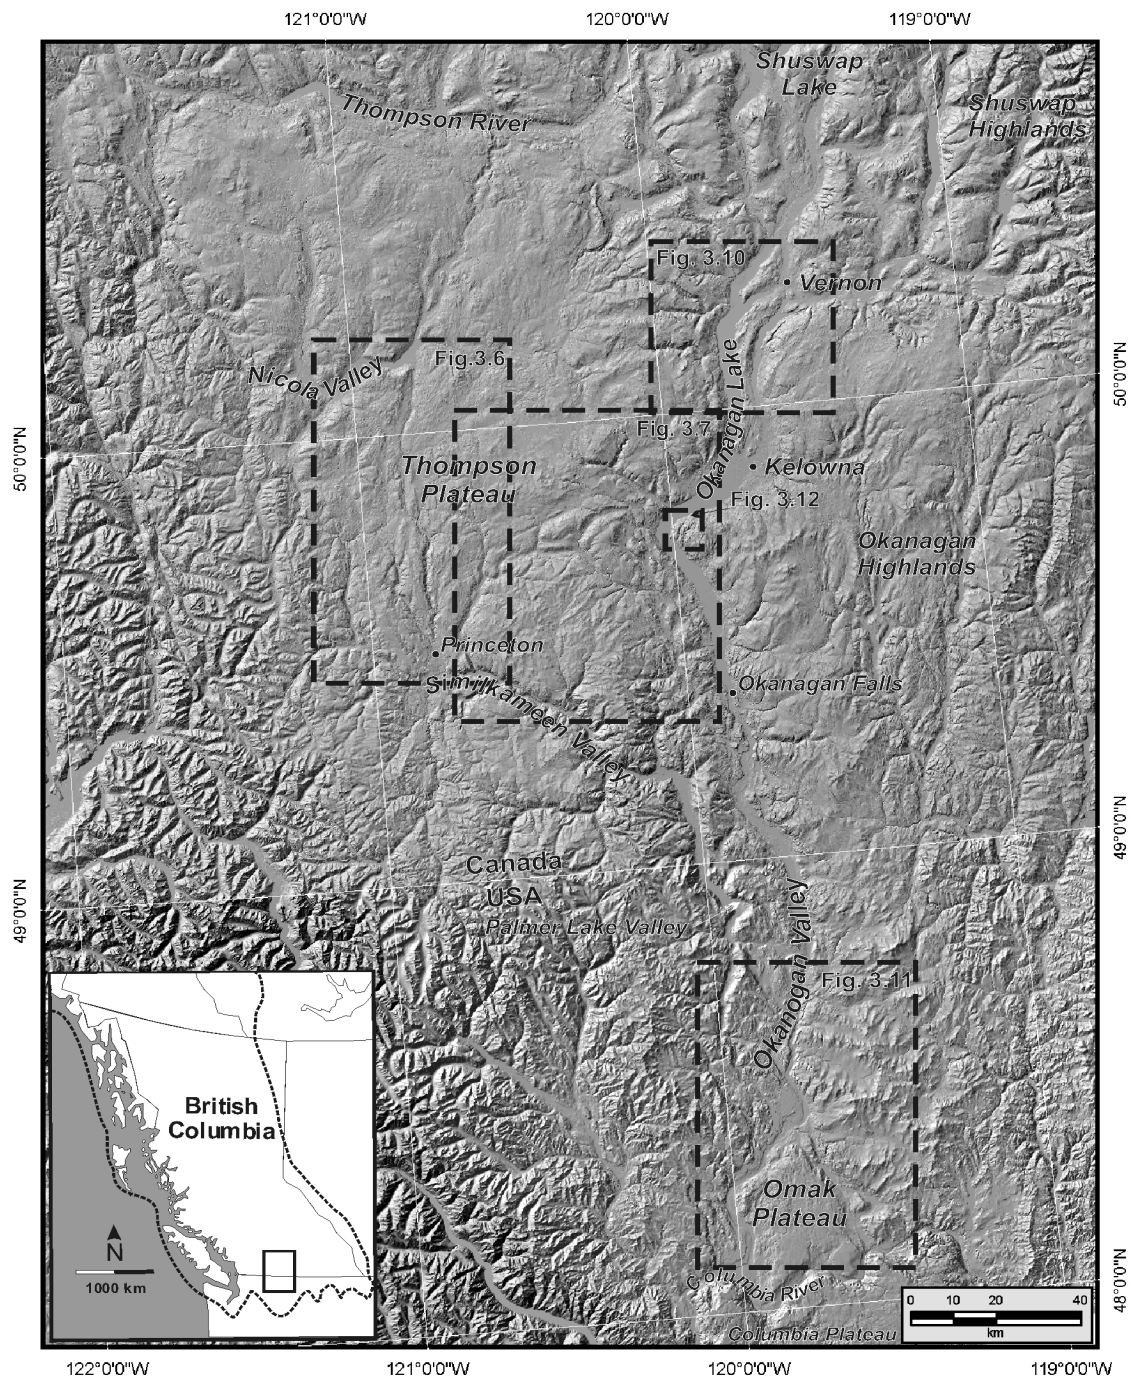 121°0'0"W
120°0'0"W
119°0'0"W
Shuswap
Lake
Thompson River
Shuswap
Highlands
Fig. 3.10
Vernon
Fig.3.6
Nicola Valley
50°0'0"N
Okanagan Lake
Fig. 3.7
50°0'0"N
Thompson
Plateau
Kelowna
Fig. 3.12
Okanagan
Highlands
Princeton
Similkameen Valley
Okanagan Falls
49°0'0"N
Canada
USA
49°0'0"N
Palmer Lake Valley
Okanogan Valley
Fig. 3.11
British
Columbia
Omak
Plateau
N
1000 km
Columbia River
48°0'0"N
0 10 20 40
km
Columbia Plateau
122°0'0"W
121°0'0"W
120°0'0"W
119°0'0"W